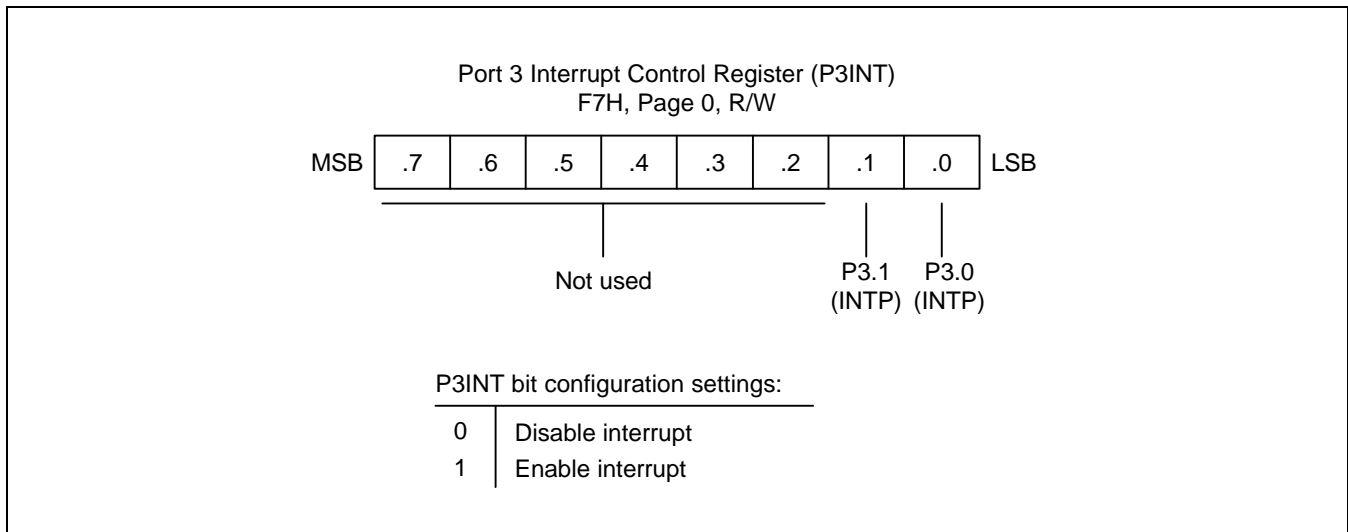 Port 3 Interrupt Control Register (P3INT)
F7H, Page 0, R/W
MSB .7 .6 .5 .4 .3 .2 .1 .0 LSB
Not used
P3.1 P3.0
(INTP) (INTP)
P3INT bit configuration settings:
0 Disable interrupt
1 Enable interrupt